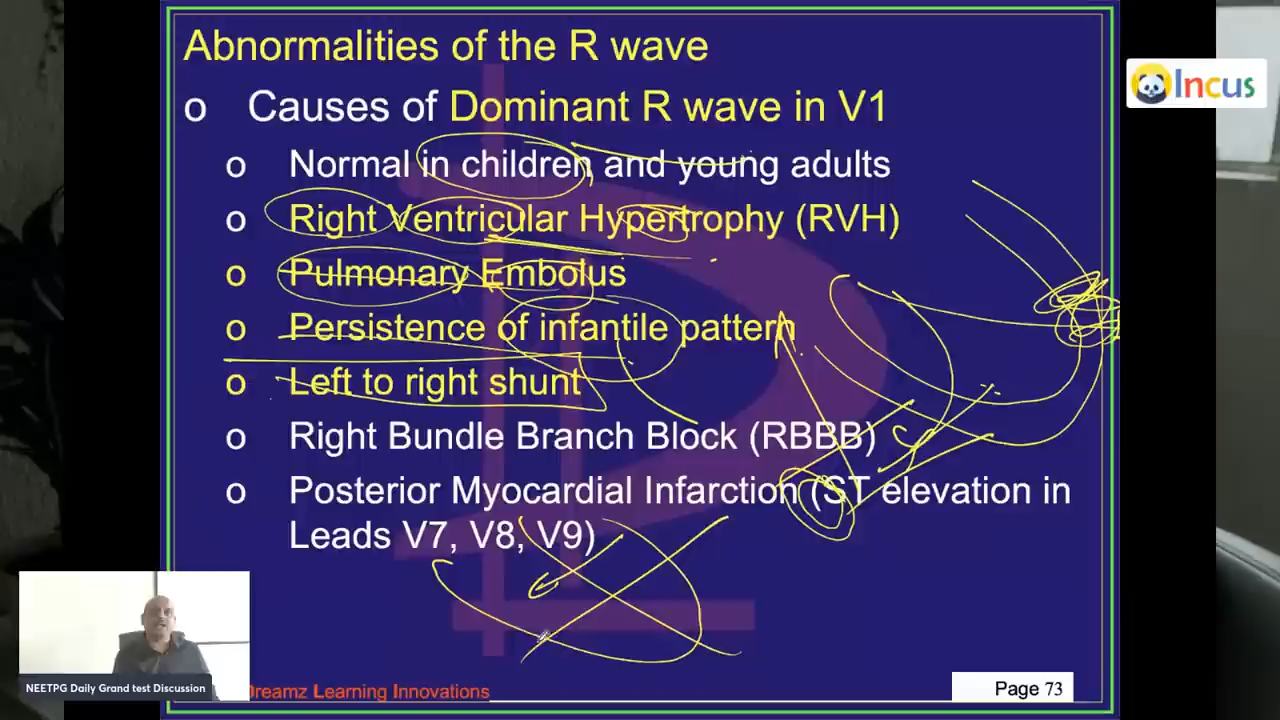 Abnormalities of the R wave
o Causes of Dominant R wave in V1
o Normal in children and young adults
o Right Ventricular Hypertrophy (RVH)
o Pulmonary Embolus
o Persistence of infantile pattern
o Left to right shunt
o Right Bundle Branch Block (RBBB)
o Posterior Myocardial Infarction (ST elevation in
Leads V7, V8, V9)
Incus
NEETPG Daily Grand test Discussion
Dreamz Learning Innovations
Page 73